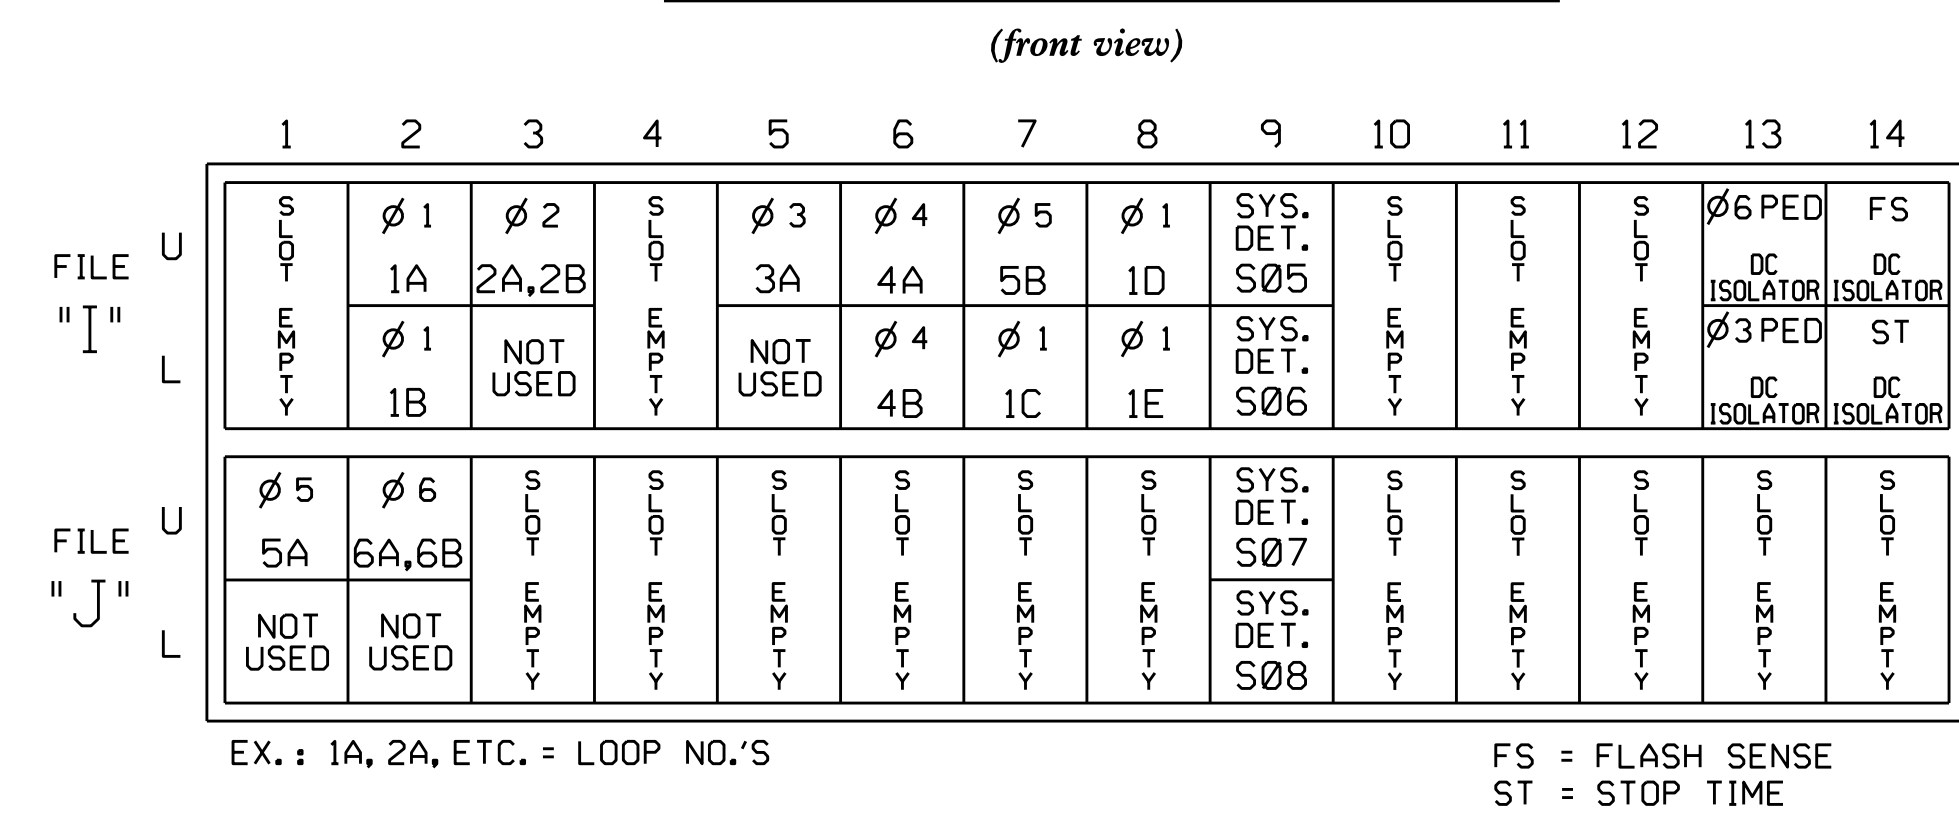 (front view)
1 2 3 4 5 6 7 8 9 10 11 12 13 14
FILE "I"
U
SLOT EMPTY
Ø 1 1A
Ø 2 2A,2B
SLOT EMPTY
Ø 3 3A
Ø 4 4A
Ø 5 5B
Ø 1 1D
SYS. DET. SØ5
SLOT EMPTY
SLOT EMPTY
SLOT EMPTY
Ø6 PED DC ISOLATOR
FS DC ISOLATOR
L
Ø 1 1B
NOT USED
NOT USED
Ø 4 4B
Ø 1 1C
Ø 1 1E
SYS. DET. SØ6
Ø3 PED DC ISOLATOR
ST DC ISOLATOR
FILE "J"
U
Ø 5 5A
Ø 6 6A,6B
SLOT EMPTY
SLOT EMPTY
SLOT EMPTY
SLOT EMPTY
SLOT EMPTY
SLOT EMPTY
SYS. DET. SØ7
SLOT EMPTY
SLOT EMPTY
SLOT EMPTY
SLOT EMPTY
SLOT EMPTY
L
NOT USED
NOT USED
SYS. DET. SØ8
EX.: 1A, 2A, ETC. = LOOP NO.'S
FS = FLASH SENSE
ST = STOP TIME